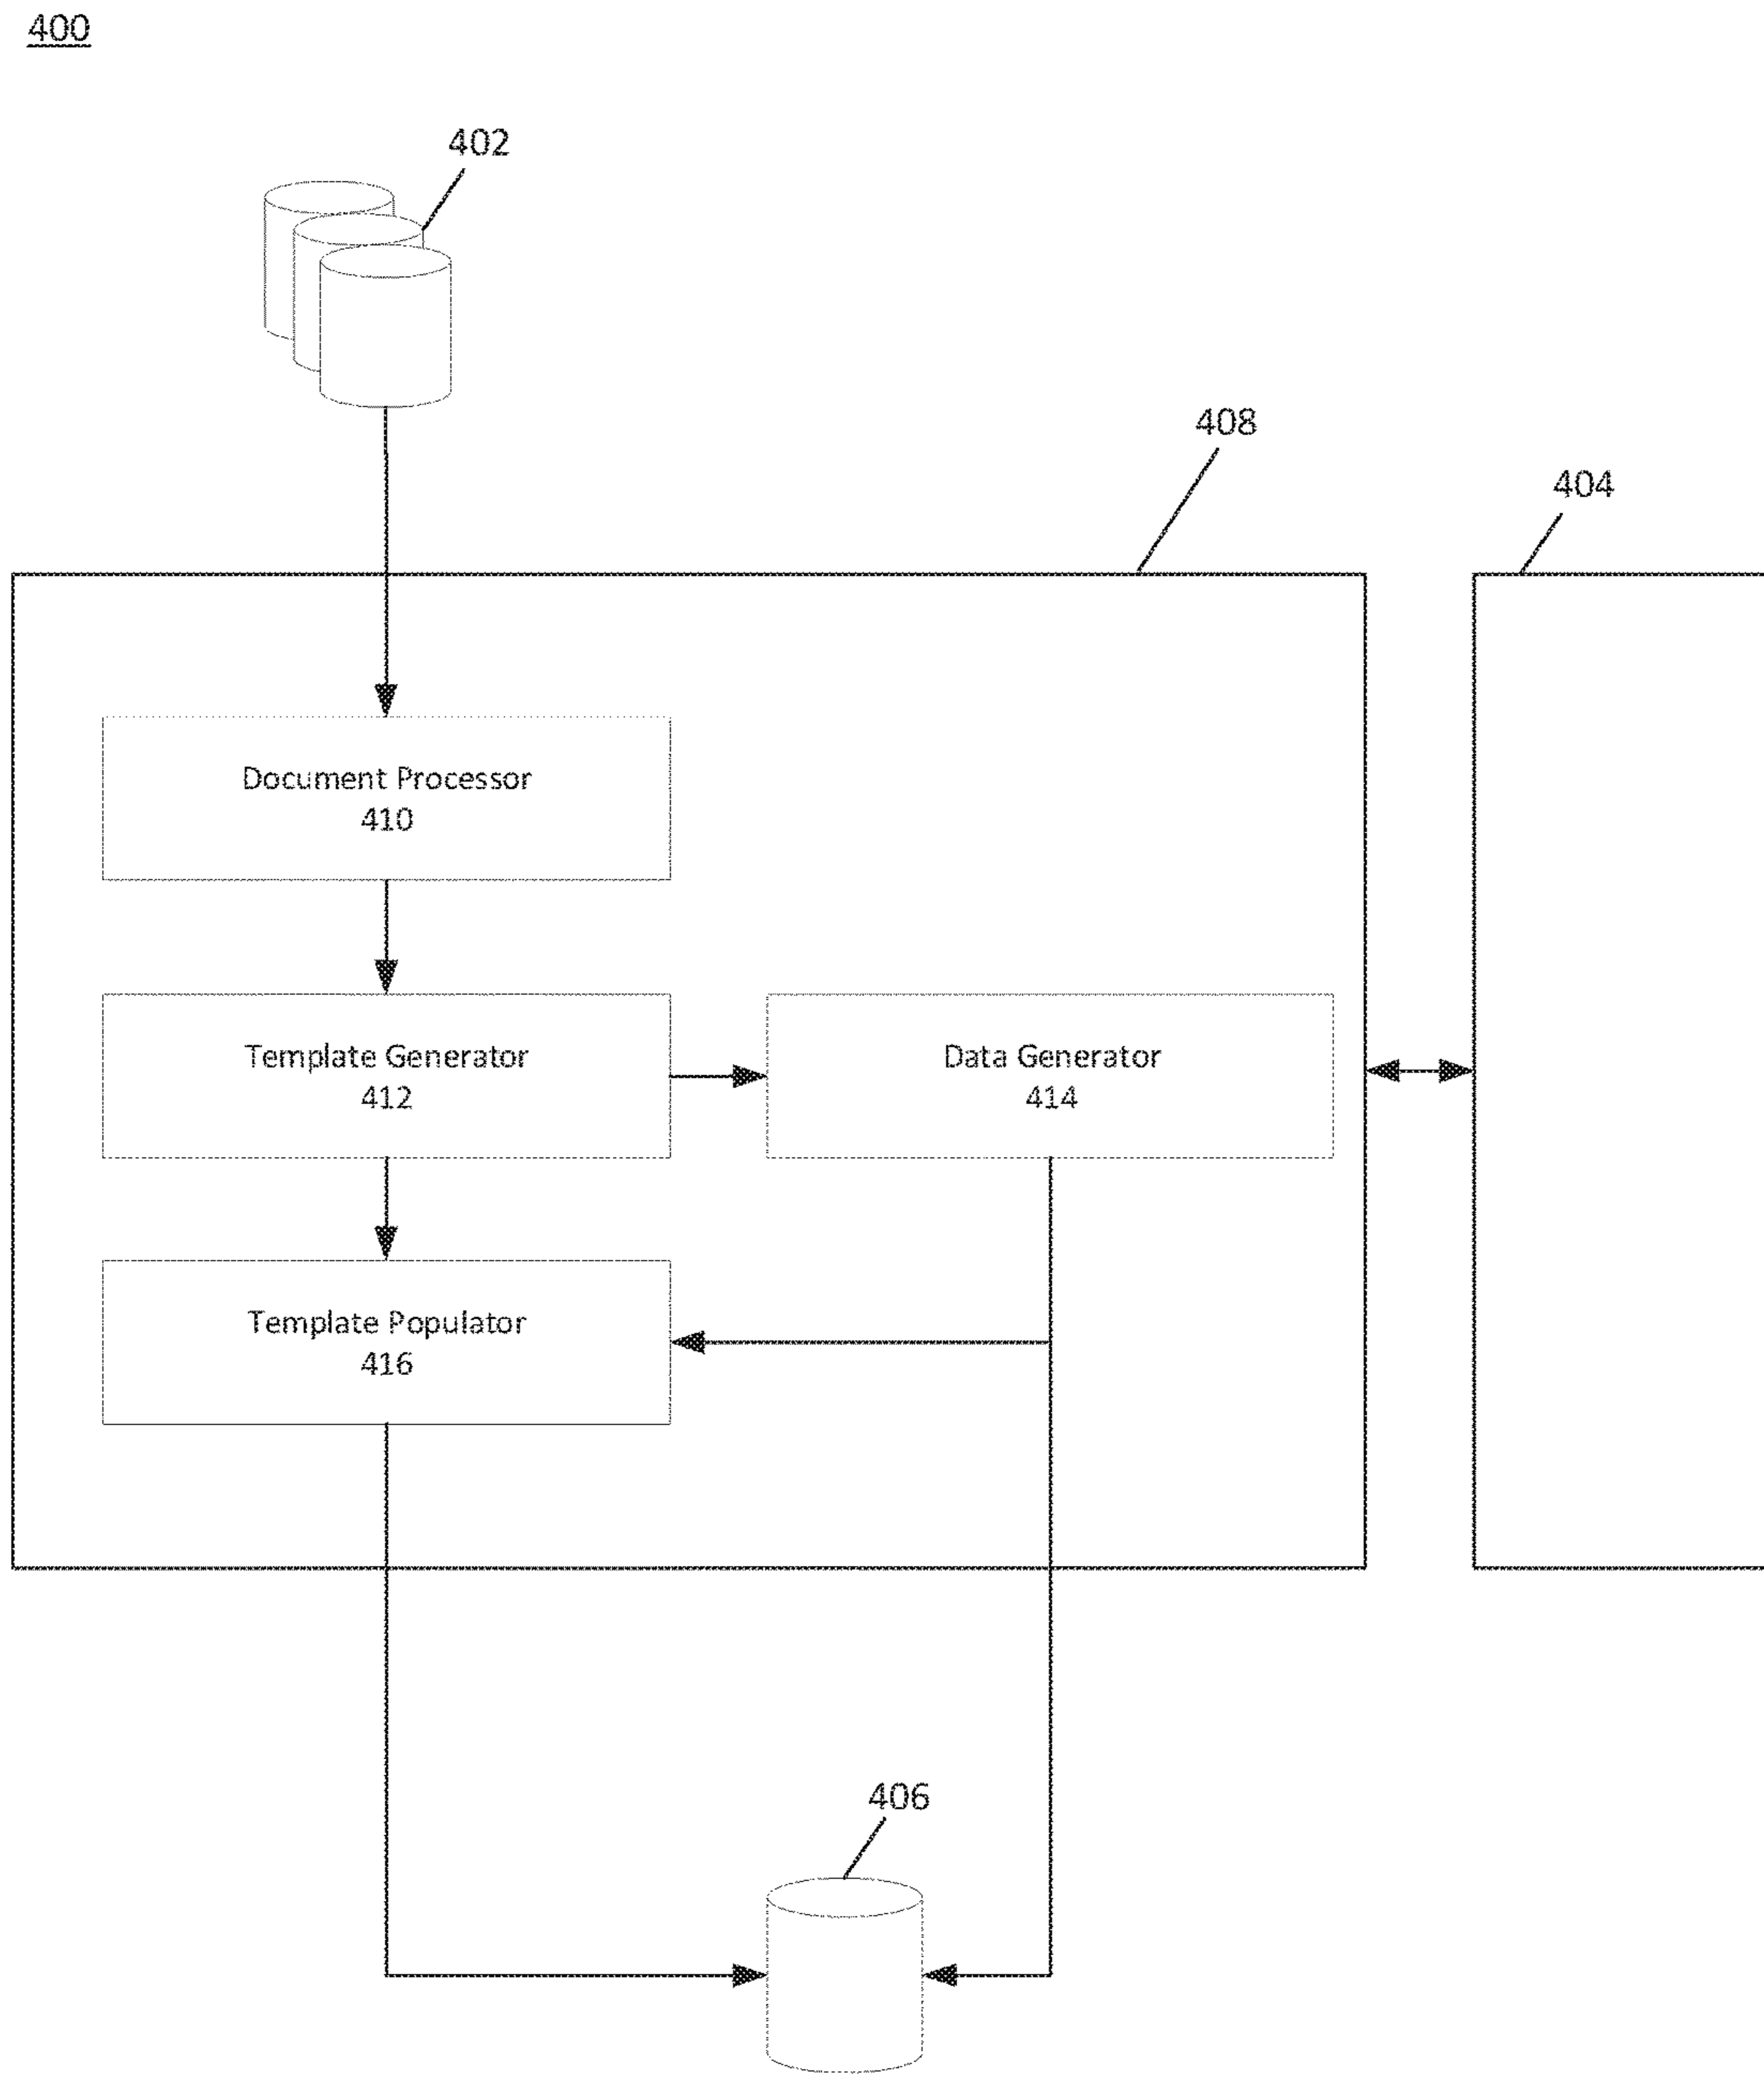 400
402
408
404
Document Processor
410
Template Generator
412
Data Generator
414
Template Populator
416
406